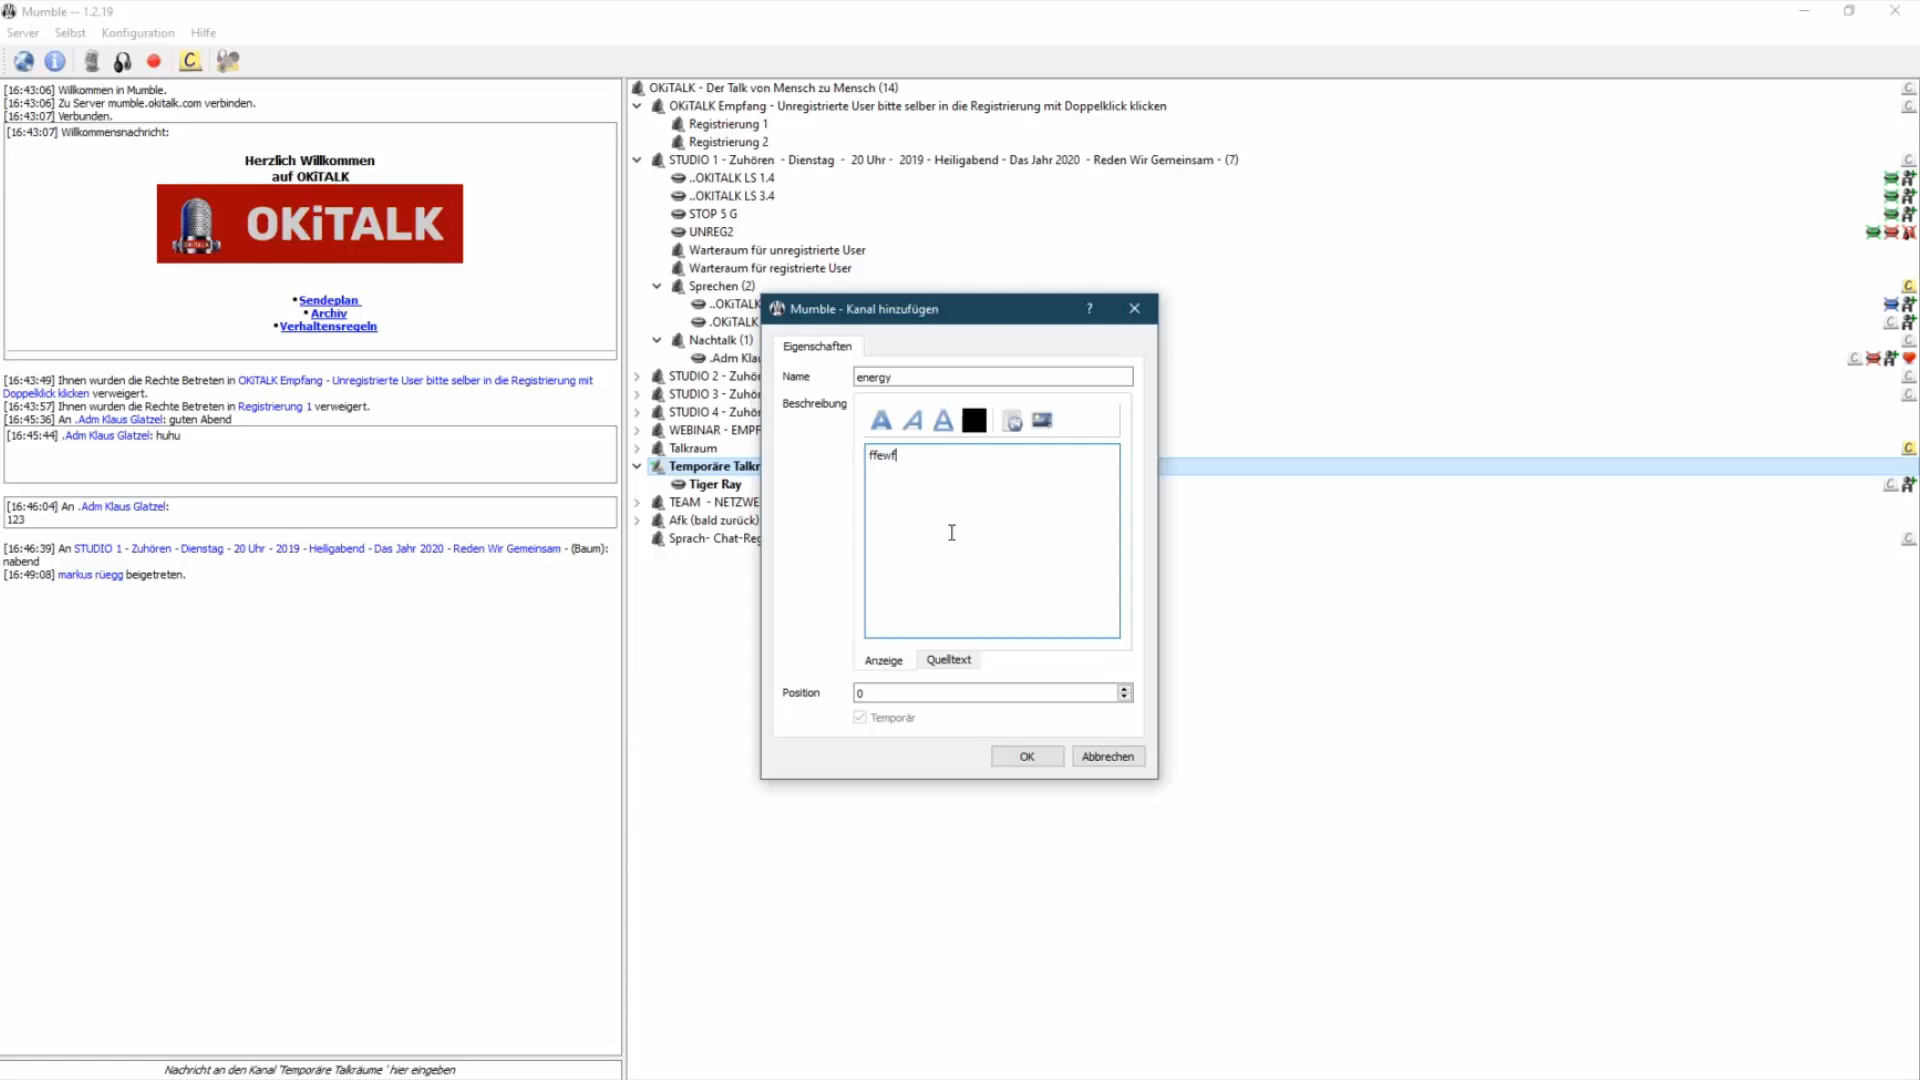 Mumble -- 1.2.19
Server Selbst Konfiguration Hilfe
C
[16:43:06] Willkommen in Mumble.
[16:43:06] Zu Server mumble.okitalk.com verbinden.
[16:43:07] Verbunden.
[16:43:07] Willkommensnachricht:
Herzlich Willkommen
auf OKiTALK
OKiTALK
•Sendeplan
•Archiv
•Verhaltensregeln
[16:43:49] Ihnen wurden die Rechte Betreten in OKiTALK Empfang - Unregistrierte User bitte selber in die Registrierung mit
Doppelklick klicken verweigert.
[16:43:57] Ihnen wurden die Rechte Betreten in Registrierung 1 verweigert.
[16:45:36] An .Adm Klaus Glatzel: guten Abend
[16:45:44] .Adm Klaus Glatzel: huhu
[16:46:04] An .Adm Klaus Glatzel:
123
[16:46:39] An STUDIO 1 - Zuhören - Dienstag - 20 Uhr - 2019 - Heiligabend - Das Jahr 2020 - Reden Wir Gemeinsam - (Baum):
nabend
[16:49:08] markus rüegg beigetreten.
Nachricht an den Kanal 'Temporäre Talkräume ' hier eingeben
OKiTALK - Der Talk von Mensch zu Mensch (14)
OKiTALK Empfang - Unregistrierte User bitte selber in die Registrierung mit Doppelklick klicken
Registrierung 1
Registrierung 2
STUDIO 1 - Zuhören - Dienstag - 20 Uhr - 2019 - Heiligabend - Das Jahr 2020 - Reden Wir Gemeinsam - (7)
..OKITALK LS 1.4
..OKITALK LS 3.4
STOP 5 G
UNREG2
Warteraum für unregistrierte User
Warteraum für registrierte User
Sprechen (2)
..OKiTALK
.OKiTALK
Nachtalk (1)
.Adm Klau
STUDIO 2 - Zuhör
STUDIO 3 - Zuhör
STUDIO 4 - Zuhör
WEBINAR - EMPF
Talkraum
Temporäre Talkr
Tiger Ray
TEAM - NETZWE
Afk (bald zurück)
Sprach- Chat-Reg
Mumble - Kanal hinzufügen
?
Eigenschaften
Name
energy
Beschreibung
A A A
ffewf
Anzeige Quelltext
Position
0
Temporär
OK Abbrechen